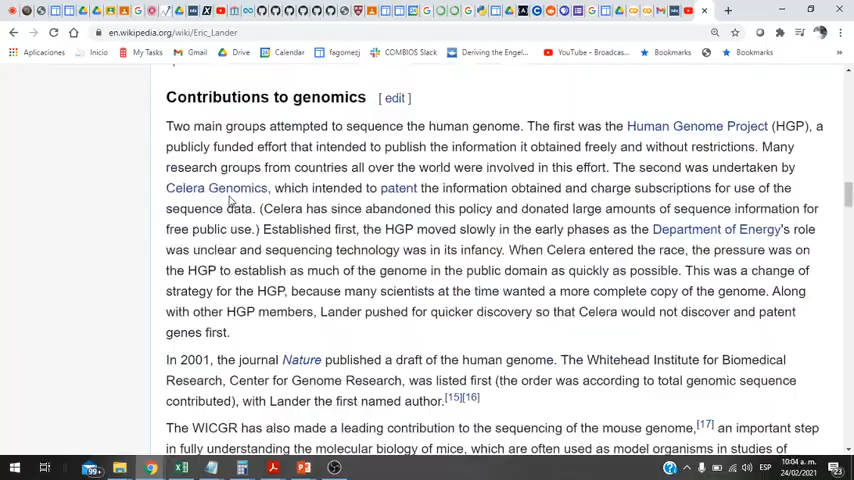 en.wikipedia.org/wiki/Eric_Lander
Aplicaciones Inicio My Tasks Gmail Drive Calendar fagomezj COMBIOS Slack Deriving the Engel... YouTube - Broadcas... Bookmarks Bookmarks
Contributions to genomics [ edit ]
Two main groups attempted to sequence the human genome. The first was the Human Genome Project (HGP), a
publicly funded effort that intended to publish the information it obtained freely and without restrictions. Many
research groups from countries all over the world were involved in this effort. The second was undertaken by
Celera Genomics, which intended to patent the information obtained and charge subscriptions for use of the
sequence data. (Celera has since abandoned this policy and donated large amounts of sequence information for
free public use.) Established first, the HGP moved slowly in the early phases as the Department of Energy's role
was unclear and sequencing technology was in its infancy. When Celera entered the race, the pressure was on
the HGP to establish as much of the genome in the public domain as quickly as possible. This was a change of
strategy for the HGP, because many scientists at the time wanted a more complete copy of the genome. Along
with other HGP members, Lander pushed for quicker discovery so that Celera would not discover and patent
genes first.
In 2001, the journal Nature published a draft of the human genome. The Whitehead Institute for Biomedical
Research, Center for Genome Research, was listed first (the order was according to total genomic sequence
contributed), with Lander the first named author.[15][16]
The WICGR has also made a leading contribution to the sequencing of the mouse genome,[17] an important step
in fully understanding the molecular biology of mice, which are often used as model organisms in studies of
99+ ESP 10:04 a. m.
24/02/2021 23